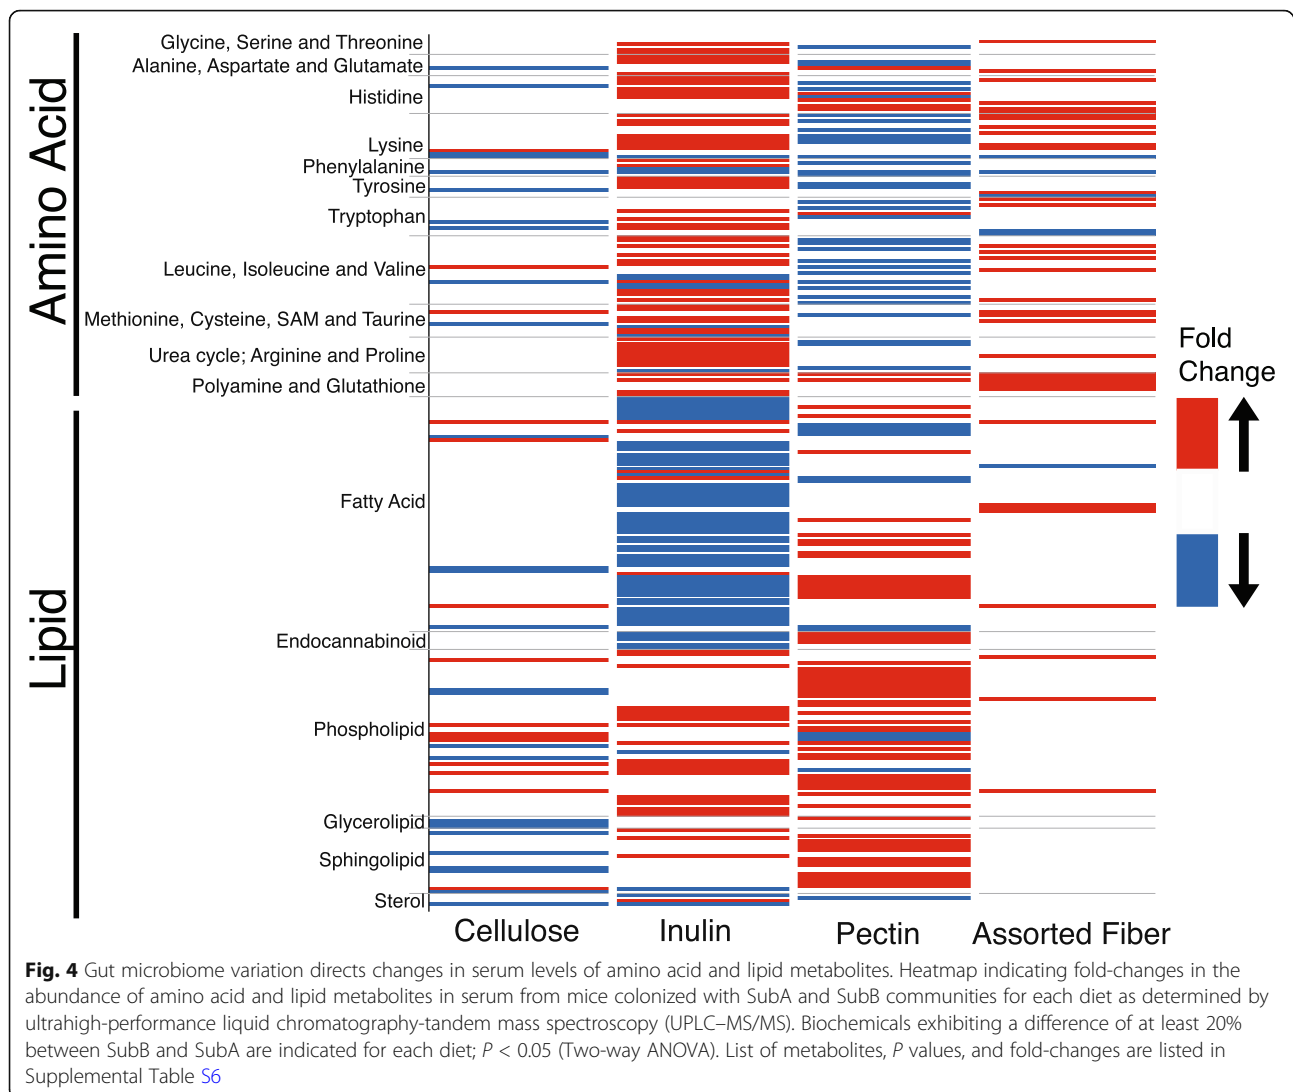 Amino Acid
Glycine, Serine and Threonine
Alanine, Aspartate and Glutamate
Histidine
Lysine
Phenylalanine
Tyrosine
Tryptophan
Leucine, Isoleucine and Valine
Methionine, Cysteine, SAM and Taurine
Urea cycle; Arginine and Proline
Polyamine and Glutathione
Lipid
Fatty Acid
Endocannabinoid
Phospholipid
Glycerolipid
Sphingolipid
Sterol
Fold
Change
Cellulose Inulin Pectin Assorted Fiber
Fig. 4 Gut microbiome variation directs changes in serum levels of amino acid and lipid metabolites. Heatmap indicating fold-changes in the
abundance of amino acid and lipid metabolites in serum from mice colonized with SubA and SubB communities for each diet as determined by
ultrahigh-performance liquid chromatography-tandem mass spectroscopy (UPLC–MS/MS). Biochemicals exhibiting a difference of at least 20%
between SubB and SubA are indicated for each diet; P < 0.05 (Two-way ANOVA). List of metabolites, P values, and fold-changes are listed in
Supplemental Table S6